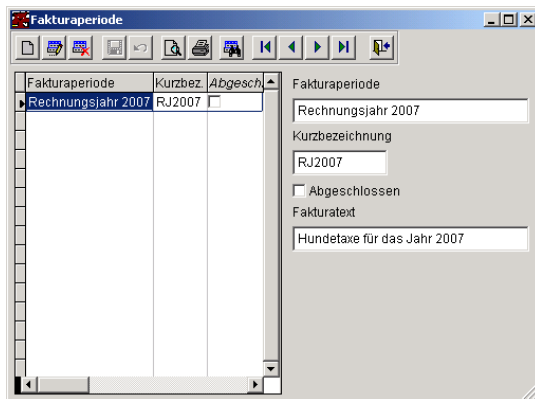 Fakturaperiode
Fakturaperiode Kurzbez. Abgesch.
Rechnungsjahr 2007 RJ2007
Fakturaperiode
Rechnungsjahr 2007
Kurzbezeichnung
RJ2007
Abgeschlossen
Fakturatext
Hundetaxe für das Jahr 2007